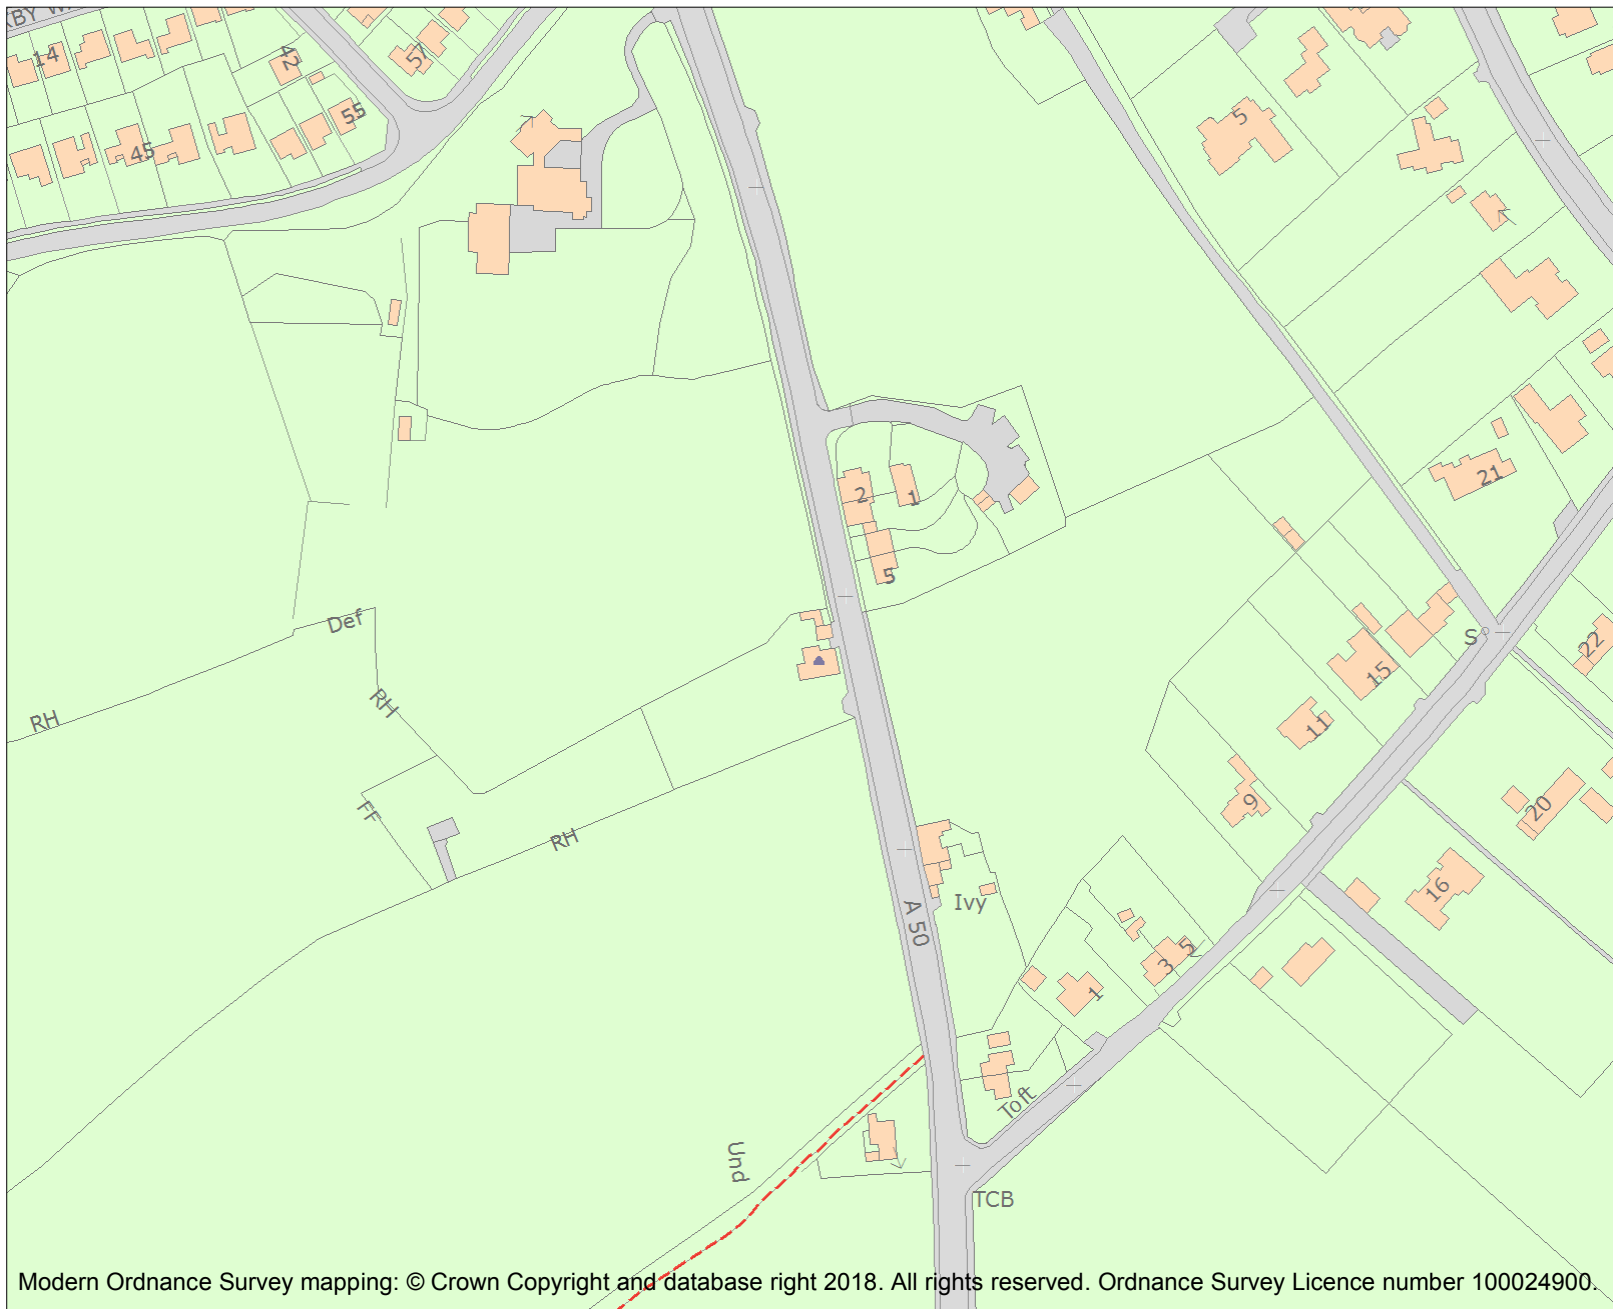 14
42
57
55
45
5
2
1
5
21
S
22
15
11
9
20
16
Def
RH
RH
FF
RH
A 50
Ivy
5
3
1
Toft
Und
TCB
Modern Ordnance Survey mapping: © Crown Copyright and database right 2018. All rights reserved. Ordnance Survey Licence number 100024900.